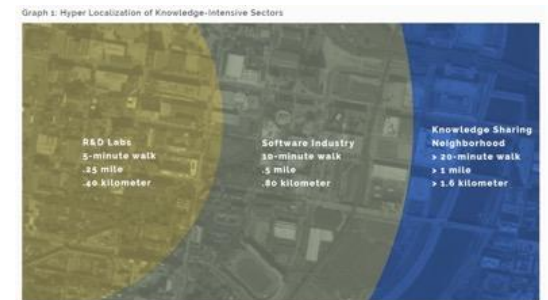 Graph 1: Hyper Localization of Knowledge-Intensive Sectors
R&D Labs
5-minute walk
.25 mile
.40 kilometer
Software Industry
10-minute walk
.5 mile
.80 kilometer
Knowledge Sharing
Neighborhood
> 20-minute walk
> 1 mile
> 1.6 kilometer